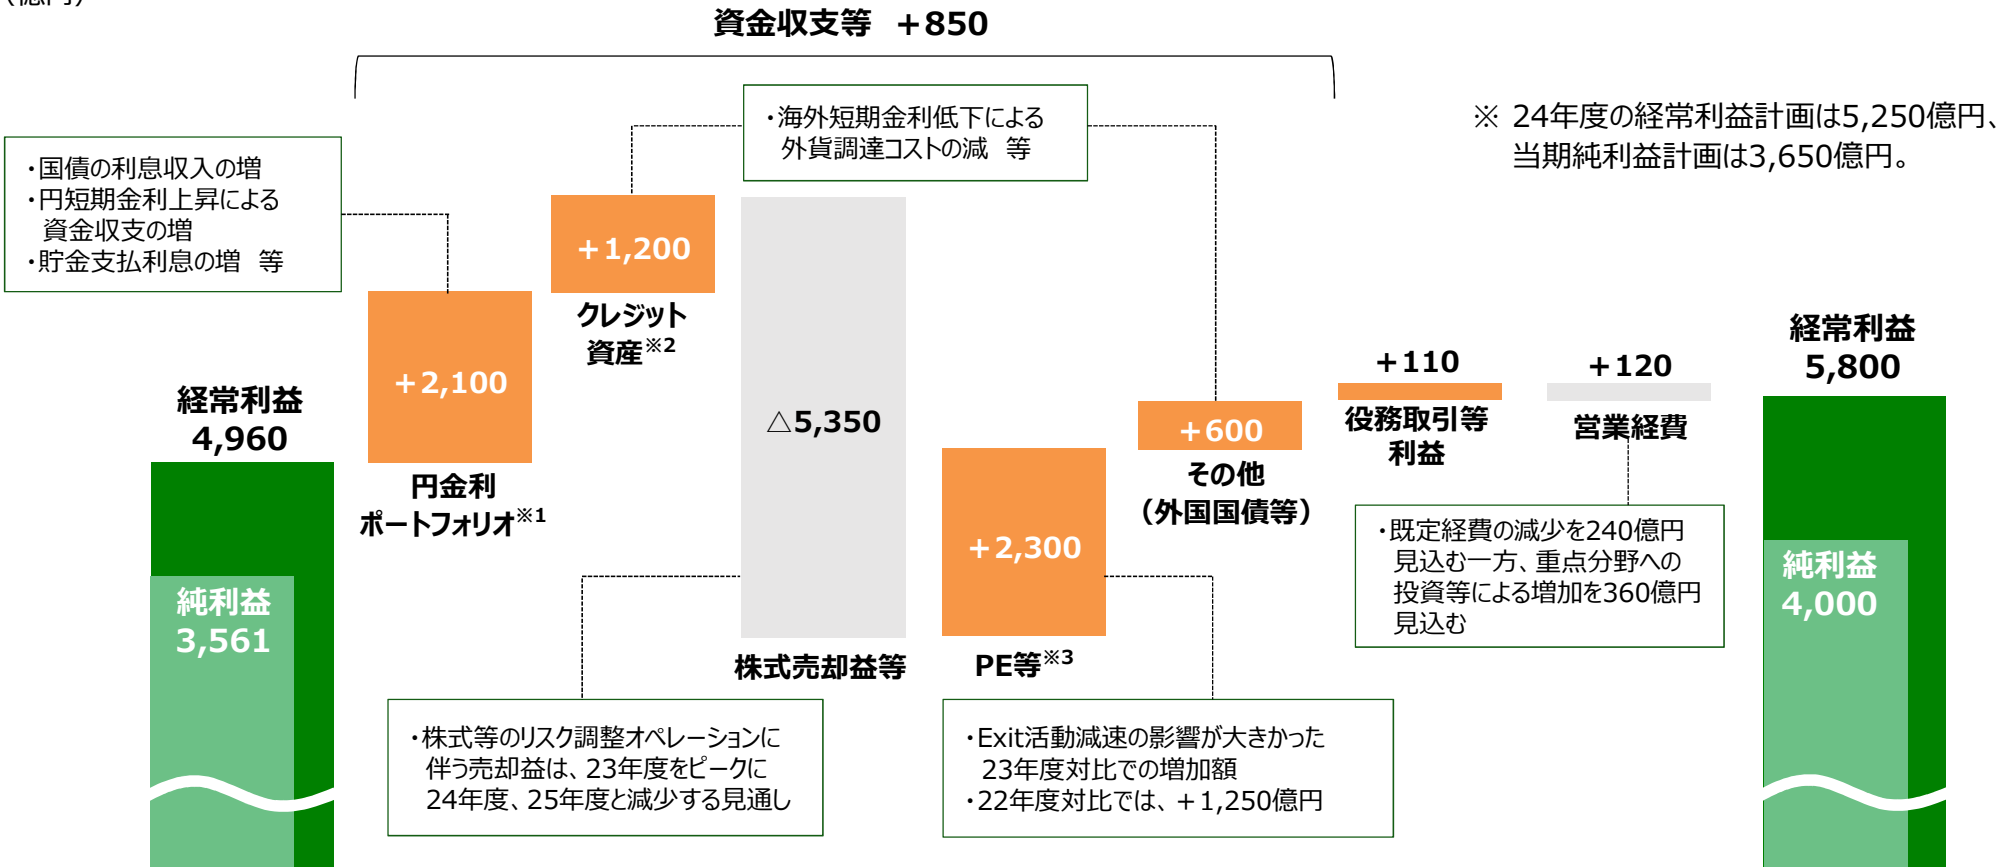 （億円）
資金収支等 ＋850
※ 24年度の経常利益計画は5,250億円、
当期純利益計画は3,650億円。
・海外短期金利低下による
外貨調達コストの減 等
・国債の利息収入の増
・円短期金利上昇による
資金収支の増
・貯金支払利息の増 等
＋1,200
クレジット
資産※2
＋2,100
円金利
ポートフォリオ※1
経常利益
4,960
純利益
3,561
△5,350
株式売却益等
＋2,300
PE等※3
＋600
その他
（外国国債等）
＋110
役務取引等
利益
＋120
営業経費
経常利益
5,800
純利益
4,000
・既定経費の減少を240億円
見込む一方、重点分野への
投資等による増加を360億円
見込む
・株式等のリスク調整オペレーションに
伴う売却益は、23年度をピークに
24年度、25年度と減少する見通し
・Exit活動減速の影響が大きかった
23年度対比での増加額
・22年度対比では、＋1,250億円